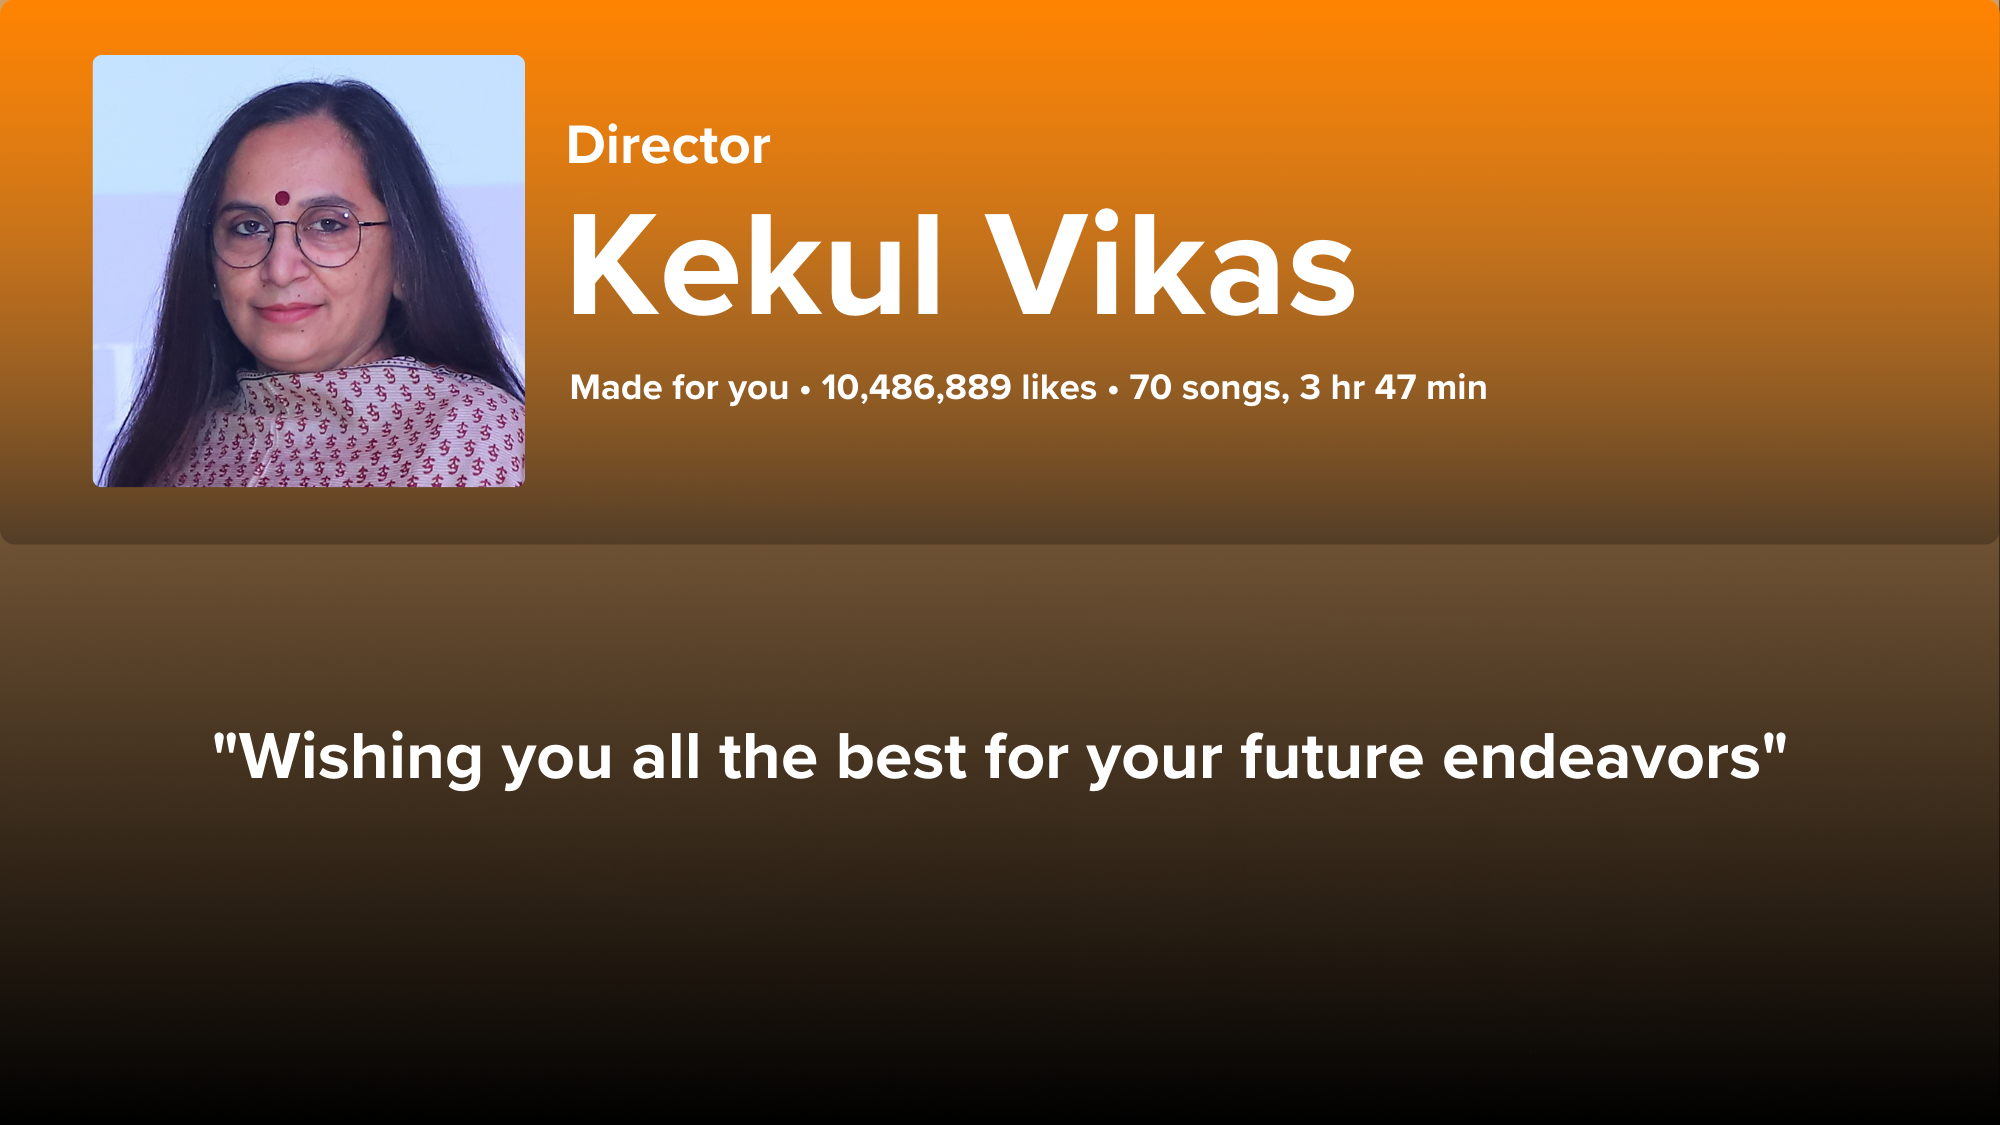 Director
Kekul Vikas
Made for you • 10,486,889 likes • 70 songs, 3 hr 47 min
"Wishing you all the best for your future endeavors"